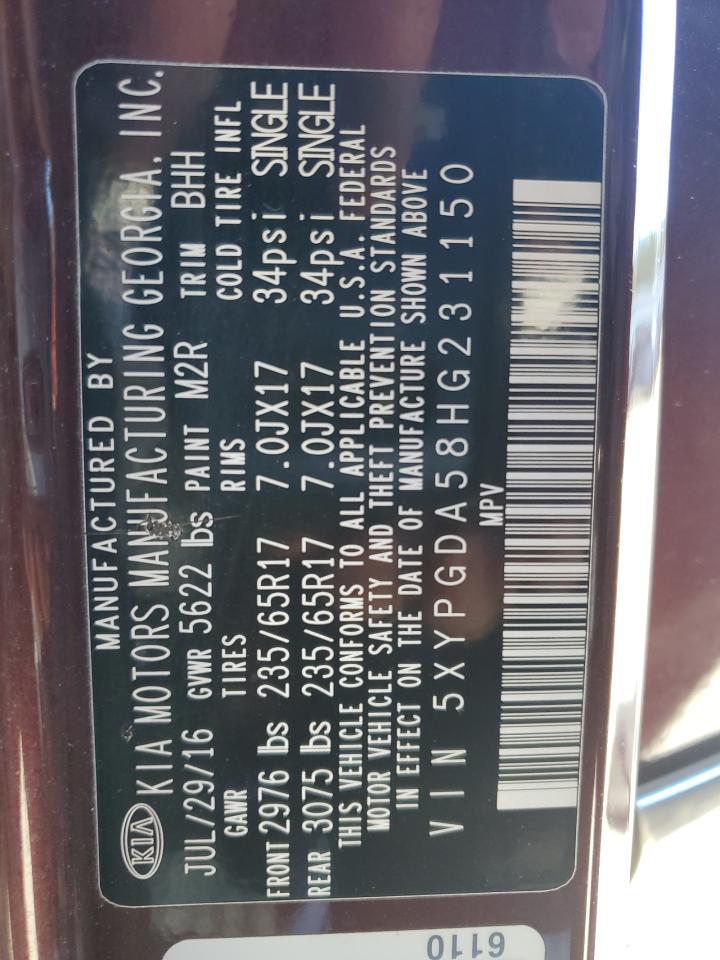 MANUFACTURED BY
KIA KIA MOTORS MANUFACTURING GEORGIA, INC.
JUL/29/16 GVWR 5622 lbs PAINT M2R TRIM BHH
GAWR TIRES RIMS COLD TIRE INFL
FRONT 2976 lbs 235/65R17 7.0JX17 34psi SINGLE
REAR 3075 lbs 235/65R17 7.0JX17 34psi SINGLE
THIS VEHICLE CONFORMS TO ALL APPLICABLE U.S.A. FEDERAL
MOTOR VEHICLE SAFETY AND THEFT PREVENTION STANDARDS
IN EFFECT ON THE DATE OF MANUFACTURE SHOWN ABOVE
VIN 5XYPGDA58HG231150
MPV
6110